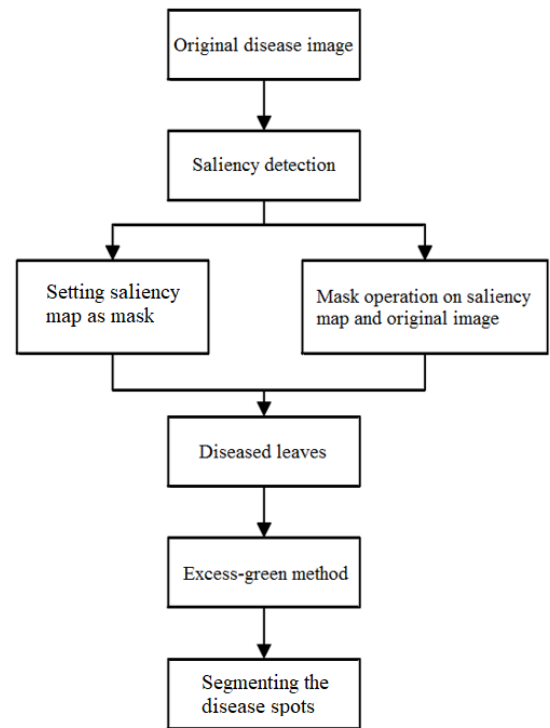 Original disease image
Saliency detection
Setting saliency
map as mask
Mask operation on saliency
map and original image
Diseased leaves
Excess-green method
Segmenting the
disease spots